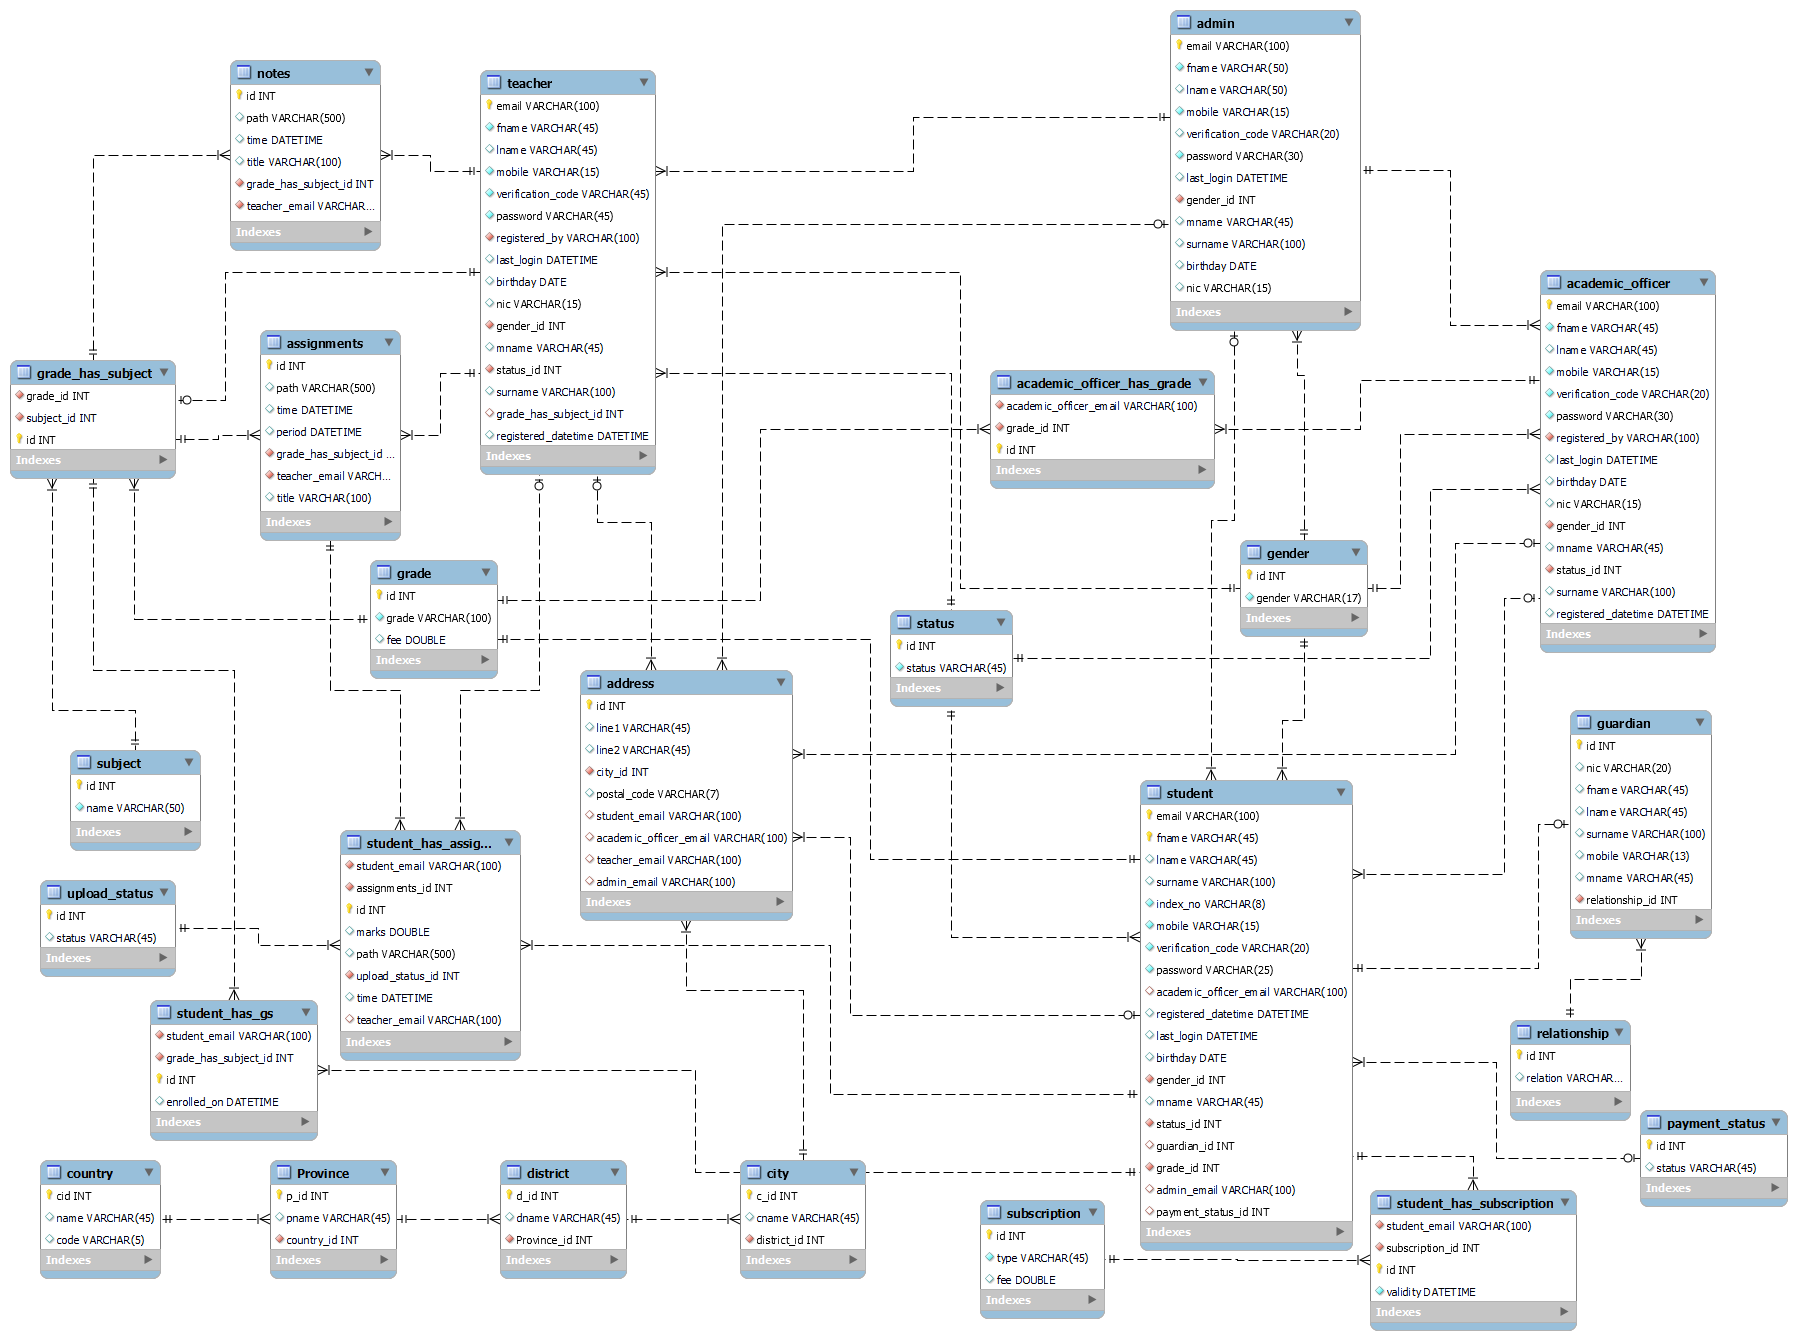 notes
id INT
path VARCHAR(500)
time DATETIME
title VARCHAR(100)
grade_has_subject_id INT
teacher_email VARCHAR...
Indexes
teacher
email VARCHAR(100)
fname VARCHAR(45)
lname VARCHAR(45)
mobile VARCHAR(15)
verification_code VARCHAR(45)
password VARCHAR(45)
registered_by VARCHAR(100)
last_login DATETIME
birthday DATE
nic VARCHAR(15)
gender_id INT
mname VARCHAR(45)
status_id INT
surname VARCHAR(100)
grade_has_subject_id INT
registered_datetime DATETIME
Indexes
admin
email VARCHAR(100)
fname VARCHAR(50)
lname VARCHAR(50)
mobile VARCHAR(15)
verification_code VARCHAR(20)
password VARCHAR(30)
last_login DATETIME
gender_id INT
mname VARCHAR(45)
surname VARCHAR(100)
birthday DATE
nic VARCHAR(15)
Indexes
academic_officer
email VARCHAR(100)
fname VARCHAR(45)
lname VARCHAR(45)
mobile VARCHAR(15)
verification_code VARCHAR(20)
password VARCHAR(30)
registered_by VARCHAR(100)
last_login DATETIME
birthday DATE
nic VARCHAR(15)
gender_id INT
mname VARCHAR(45)
status_id INT
surname VARCHAR(100)
registered_datetime DATETIME
Indexes
grade_has_subject
grade_id INT
subject_id INT
id INT
Indexes
assignments
id INT
path VARCHAR(500)
time DATETIME
period DATETIME
grade_has_subject_id ...
teacher_email VARCH...
title VARCHAR(100)
Indexes
academic_officer_has_grade
academic_officer_email VARCHAR(100)
grade_id INT
id INT
Indexes
grade
id INT
grade VARCHAR(100)
fee DOUBLE
Indexes
gender
id INT
gender VARCHAR(17)
Indexes
status
id INT
status VARCHAR(45)
Indexes
address
id INT
line1 VARCHAR(45)
line2 VARCHAR(45)
city_id INT
postal_code VARCHAR(7)
student_email VARCHAR(100)
academic_officer_email VARCHAR(100)
teacher_email VARCHAR(100)
admin_email VARCHAR(100)
Indexes
guardian
id INT
nic VARCHAR(20)
fname VARCHAR(45)
lname VARCHAR(45)
surname VARCHAR(100)
mobile VARCHAR(13)
mname VARCHAR(45)
relationship_id INT
Indexes
subject
id INT
name VARCHAR(50)
Indexes
student
email VARCHAR(100)
fname VARCHAR(45)
lname VARCHAR(45)
surname VARCHAR(100)
index_no VARCHAR(8)
mobile VARCHAR(15)
verification_code VARCHAR(20)
password VARCHAR(25)
academic_officer_email VARCHAR(100)
registered_datetime DATETIME
last_login DATETIME
birthday DATE
gender_id INT
mname VARCHAR(45)
status_id INT
guardian_id INT
grade_id INT
admin_email VARCHAR(100)
payment_status_id INT
Indexes
student_has_assig...
student_email VARCHAR(100)
assignments_id INT
id INT
marks DOUBLE
path VARCHAR(500)
upload_status_id INT
time DATETIME
teacher_email VARCHAR(100)
Indexes
upload_status
id INT
status VARCHAR(45)
Indexes
student_has_gs
student_email VARCHAR(100)
grade_has_subject_id INT
id INT
enrolled_on DATETIME
Indexes
relationship
id INT
relation VARCHAR...
Indexes
payment_status
id INT
status VARCHAR(45)
Indexes
country
cid INT
name VARCHAR(45)
code VARCHAR(5)
Indexes
Province
p_id INT
pname VARCHAR(45)
country_id INT
Indexes
district
d_id INT
dname VARCHAR(45)
Province_id INT
Indexes
city
c_id INT
cname VARCHAR(45)
district_id INT
Indexes
subscription
id INT
type VARCHAR(45)
fee DOUBLE
Indexes
student_has_subscription
student_email VARCHAR(100)
subscription_id INT
id INT
validity DATETIME
Indexes